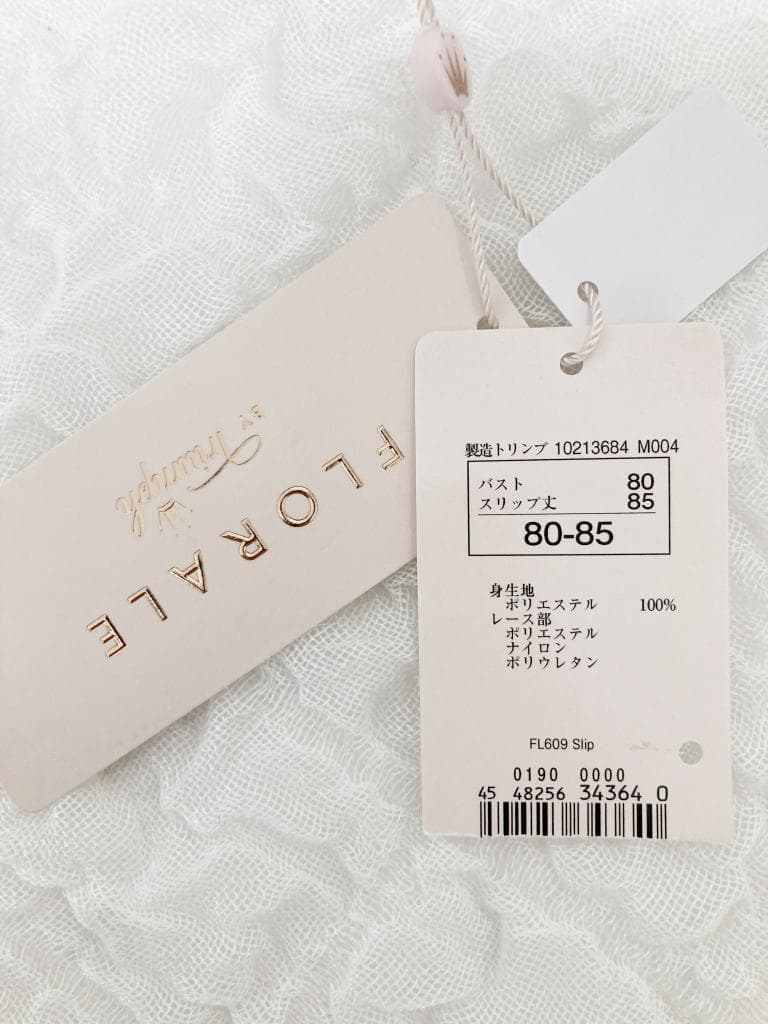 FLORALE
BY Triumph
製造トリンプ 10213684 M004
バスト 80
スリップ丈 85
80-85
身生地
ポリエステル 100%
レース部
ポリエステル
ナイロン
ポリウレタン
FL609 Slip
0190 0000
45 48256 34364 0